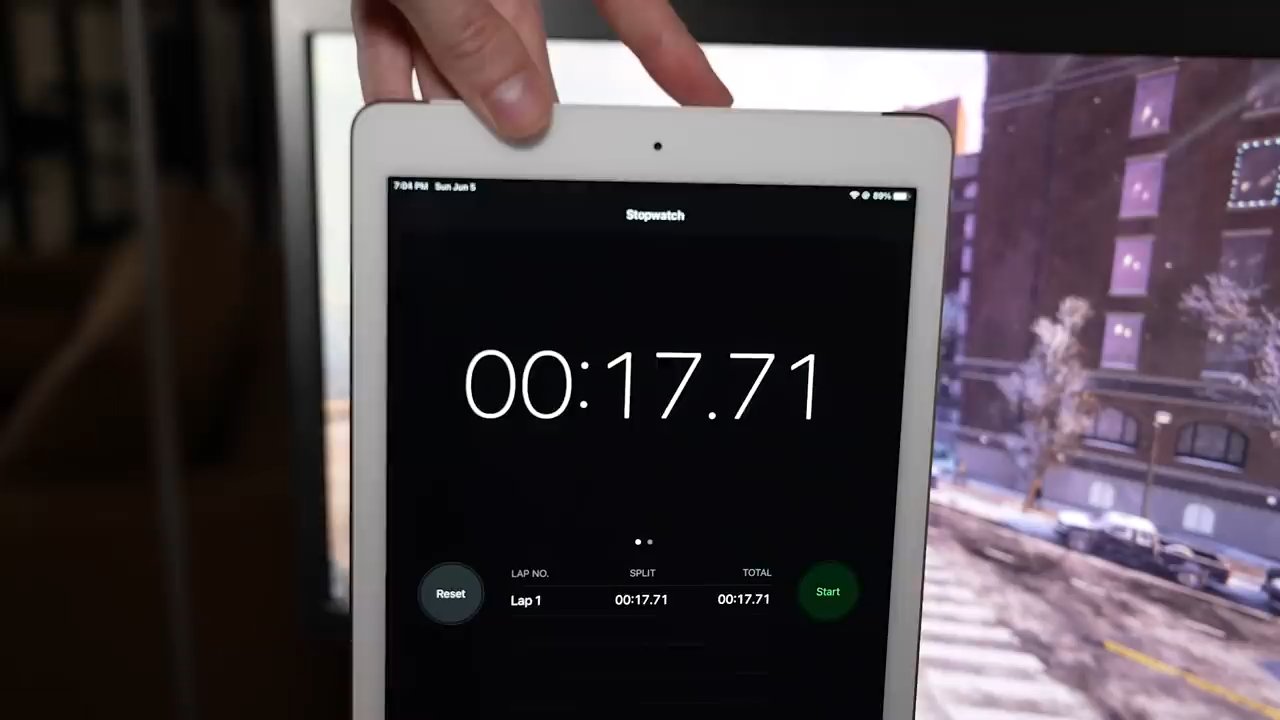 7:04 PM Sun Jun 5
89%
Stopwatch
00:17.71
LAP NO. SPLIT TOTAL
Reset Lap 1 00:17.71 00:17.71 Start